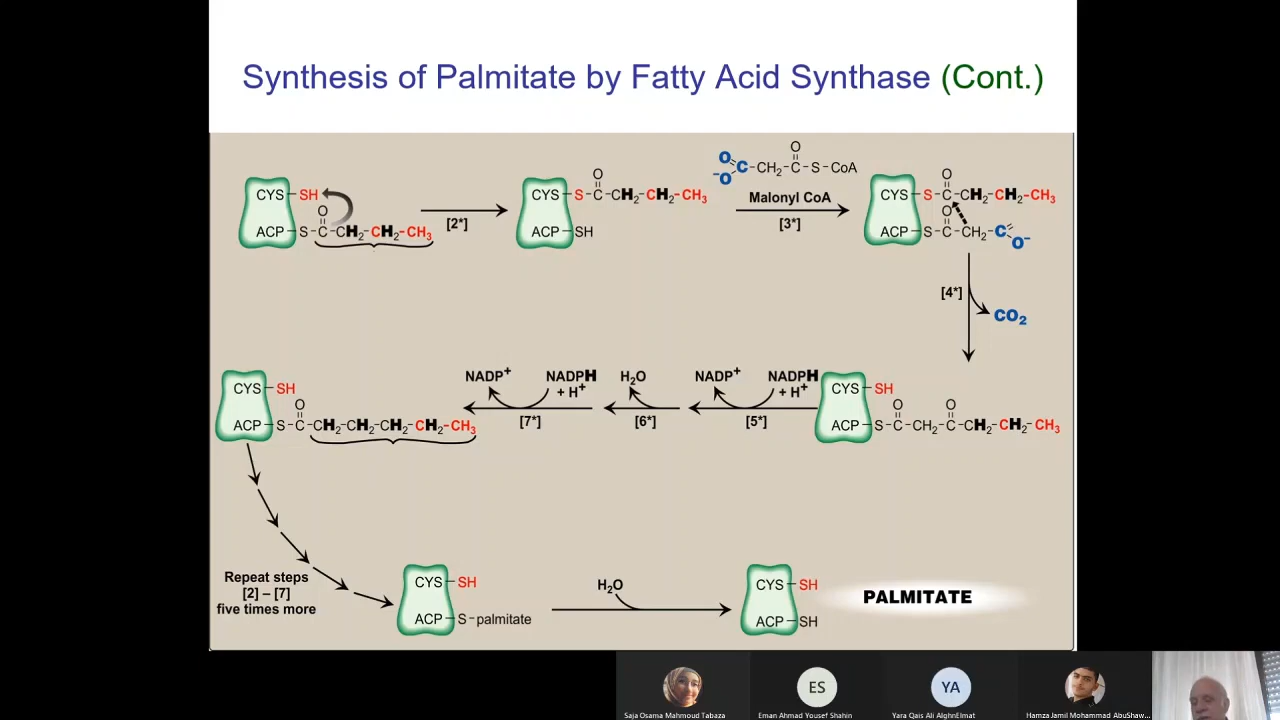 Synthesis of Palmitate by Fatty Acid Synthase (Cont.)
CYS-SH
O
ACP-S-C-CH2-CH2-CH3
[2*]
O
CYS-S-C-CH2-CH2-CH3
ACP-SH
O
O
C-CH2-C-S-CoA
-O
Malonyl CoA
[3*]
O
CYS-S-C-CH2-CH2-CH3
O
O
ACP-S-C-CH2-C
O-
[4*]
CO2
CYS-SH
O O
ACP-S-C-CH2-C-CH2-CH2-CH3
NADPH
+ H+
NADP+
[5*]
H2O
[6*]
NADPH
+ H+
NADP+
[7*]
CYS-SH
O
ACP-S-C-CH2-CH2-CH2-CH2-CH3
Repeat steps
[2] – [7]
five times more
CYS-SH
ACP-S-palmitate
H2O
CYS-SH
ACP-SH
PALMITATE
ES
YA
Saja Osama Mahmoud Tabaza
Eman Ahmad Yousef Shahin
Yara Qais Ali AlghnEImat
Hamza Jamil Mohammad AbuShaw...